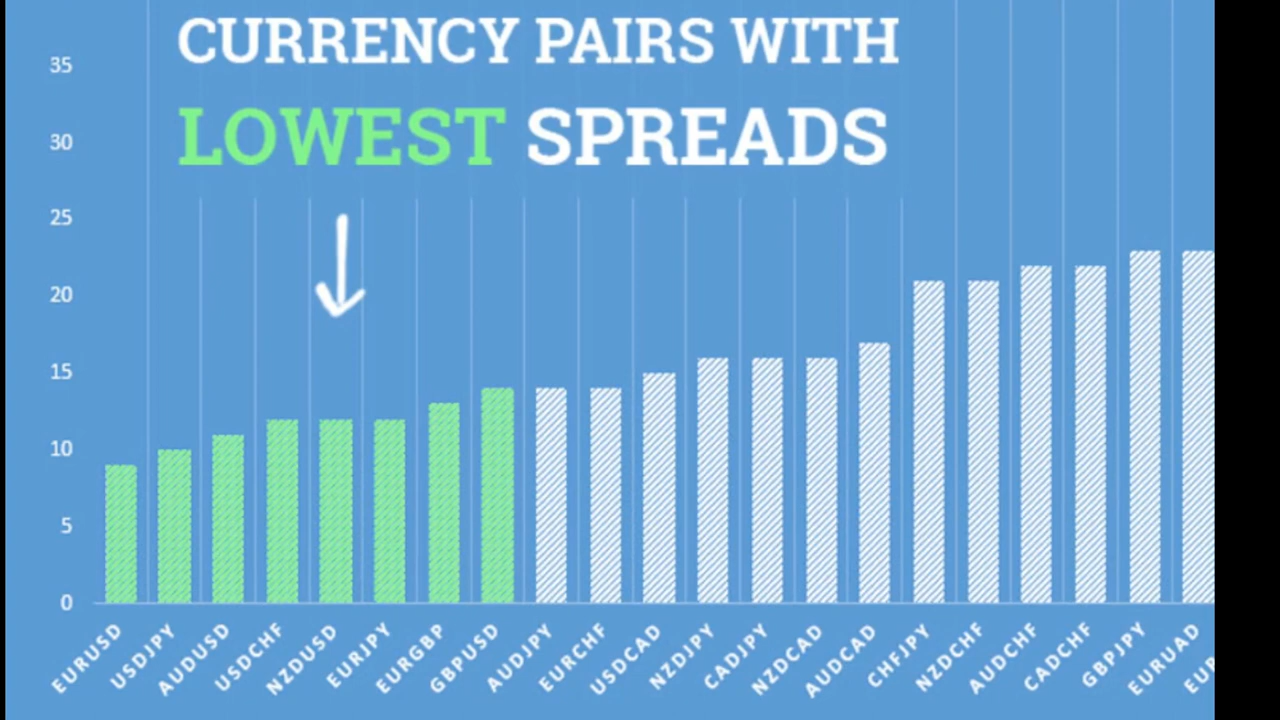 CURRENCY PAIRS WITH
LOWEST SPREADS
35
30
25
20
15
10
5
0
EURUSD
USDJPY
AUDUSD
USDCHF
NZDUSD
EURJPY
EURGBP
GBPUSD
AUDJPY
EURCHF
USDCAD
NZDJPY
CADJPY
NZDCAD
AUDCAD
CHFJPY
NZDCHF
AUDCHF
CADCHF
GBPJPY
EURUAD